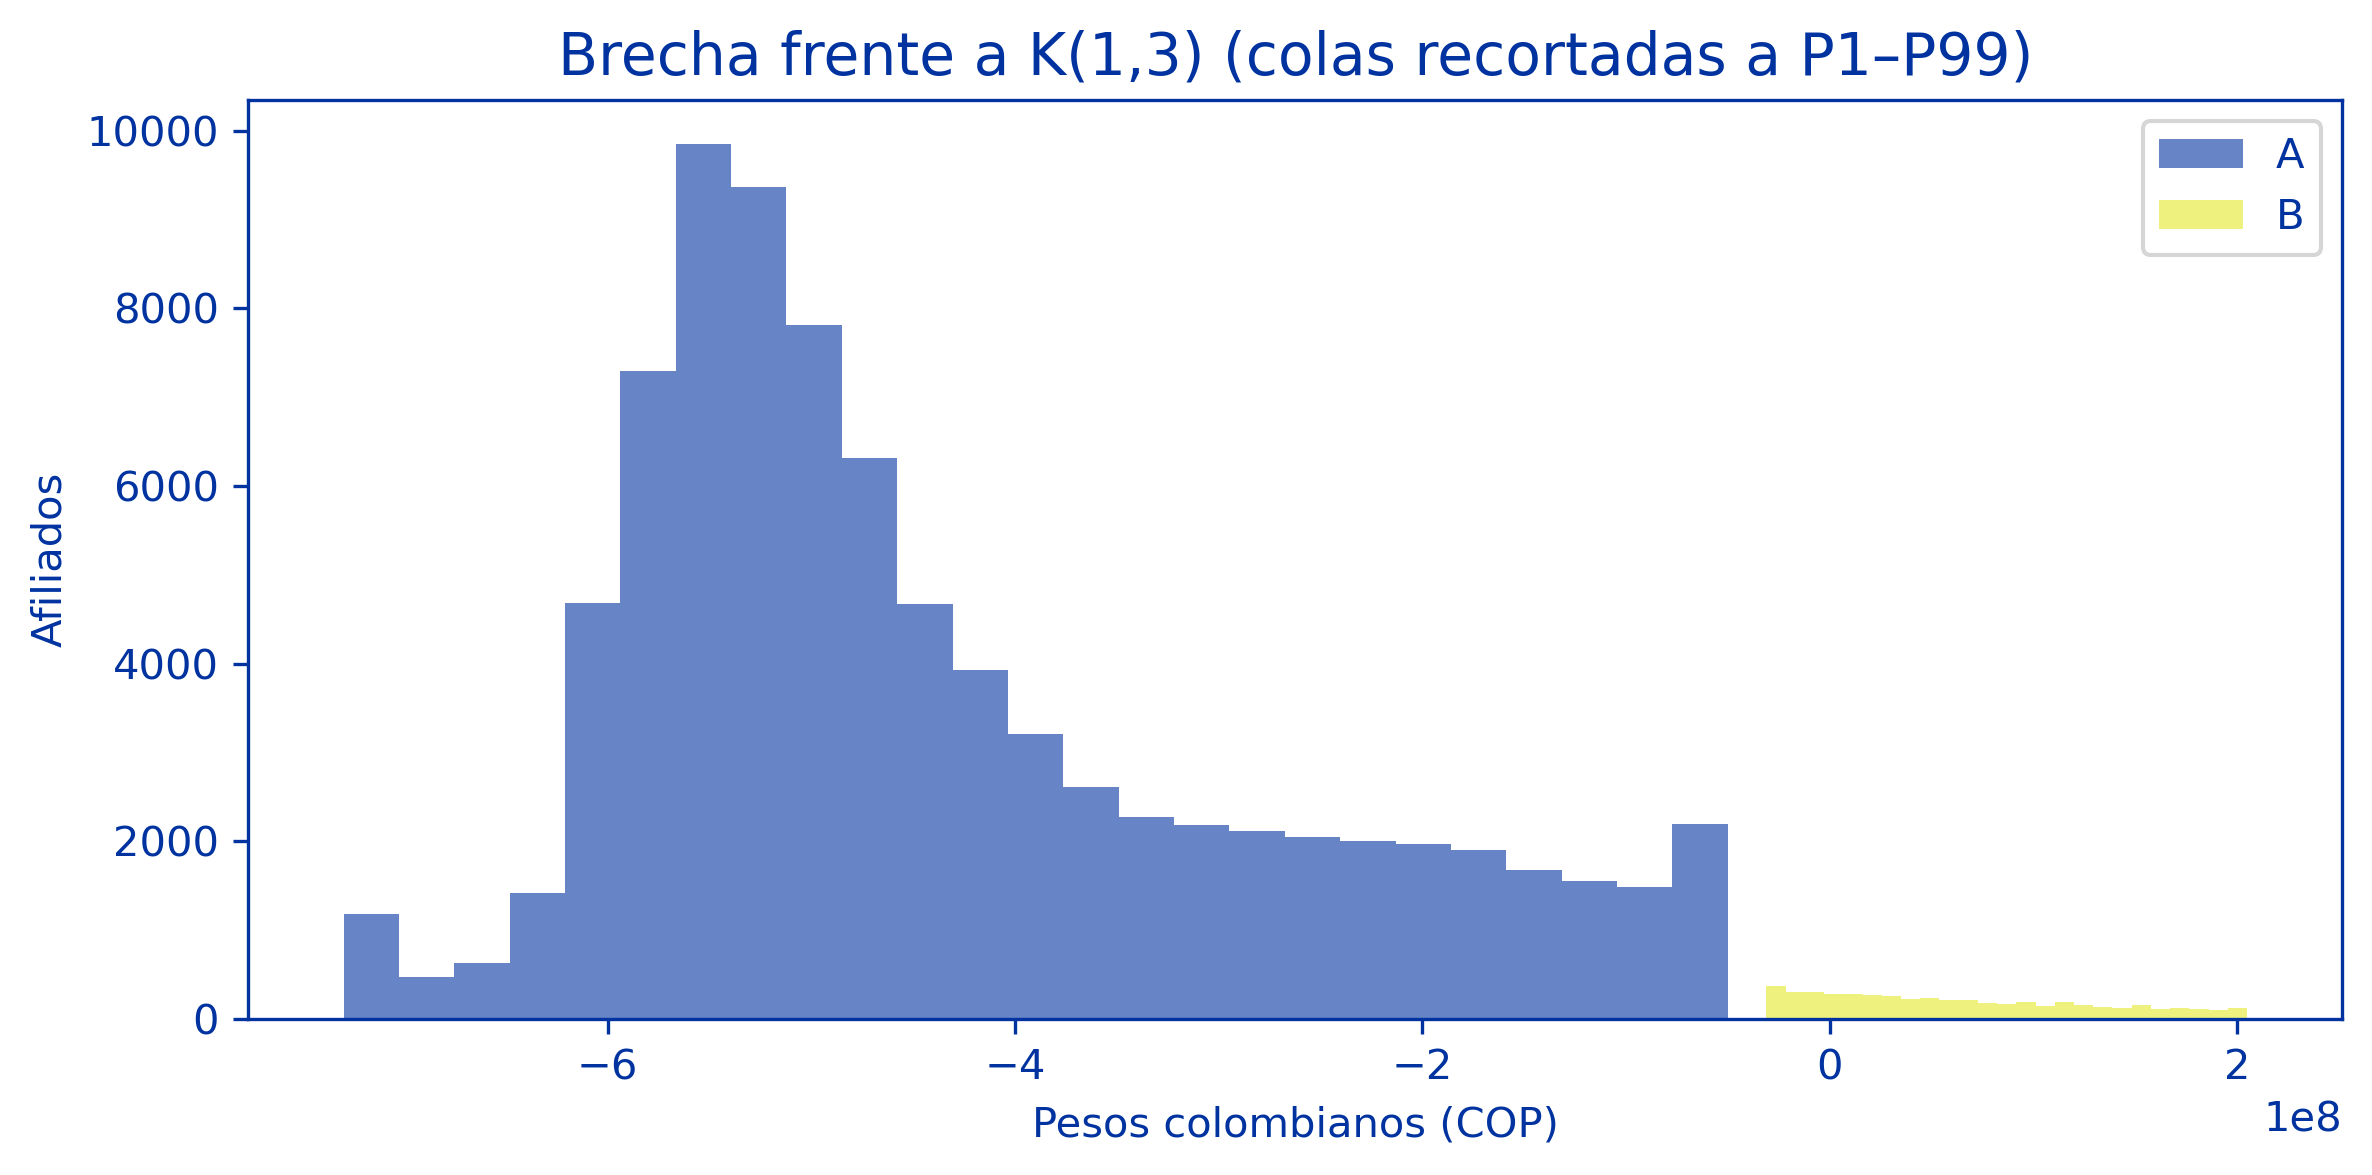 Brecha frente a K(1,3) (colas recortadas a P1–P99)
A
B
10000
8000
6000
4000
2000
0
Afiliados
−6 −4 −2 0 2
1e8
Pesos colombianos (COP)